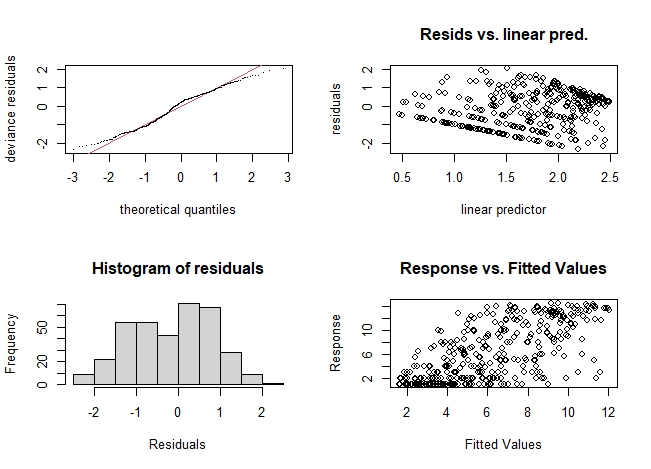 deviance residuals
-2 0 1 2
-3 -2 -1 0 1 2 3
theoretical quantiles
Resids vs. linear pred.
residuals
-2 0 1 2
0.5 1.0 1.5 2.0 2.5
linear predictor
Histogram of residuals
Frequency
0 20 50
-2 -1 0 1 2
Residuals
Response vs. Fitted Values
Response
2 6 10
2 4 6 8 10 12
Fitted Values